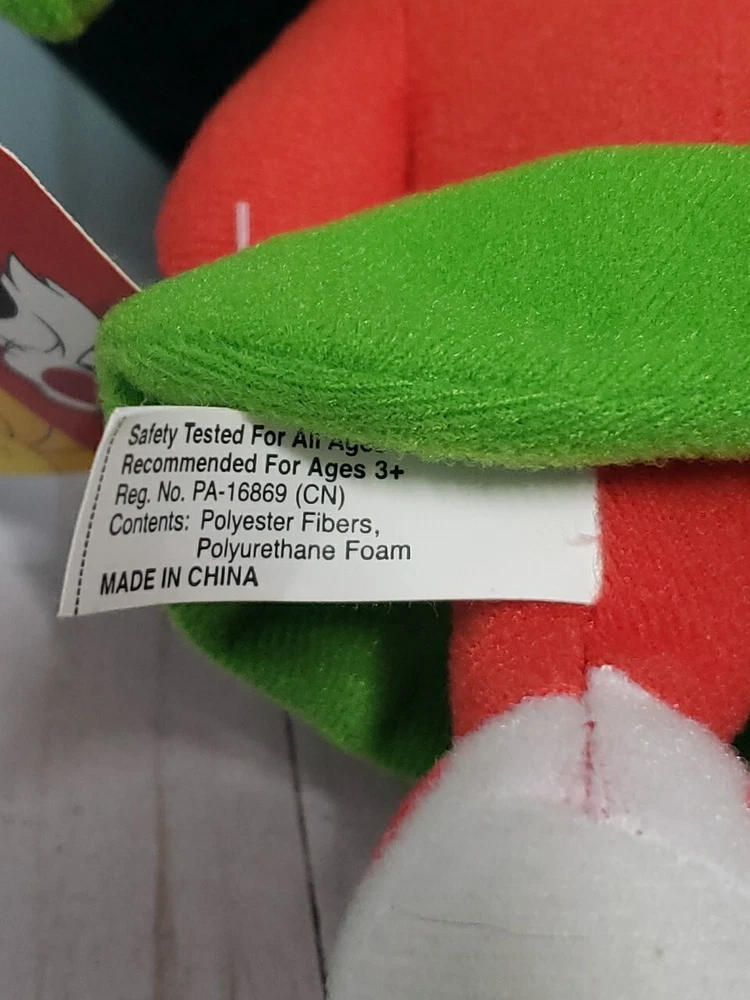 Safety Tested For All Ages
Recommended For Ages 3+
Reg. No. PA-16869 (CN)
Contents: Polyester Fibers,
Polyurethane Foam
MADE IN CHINA